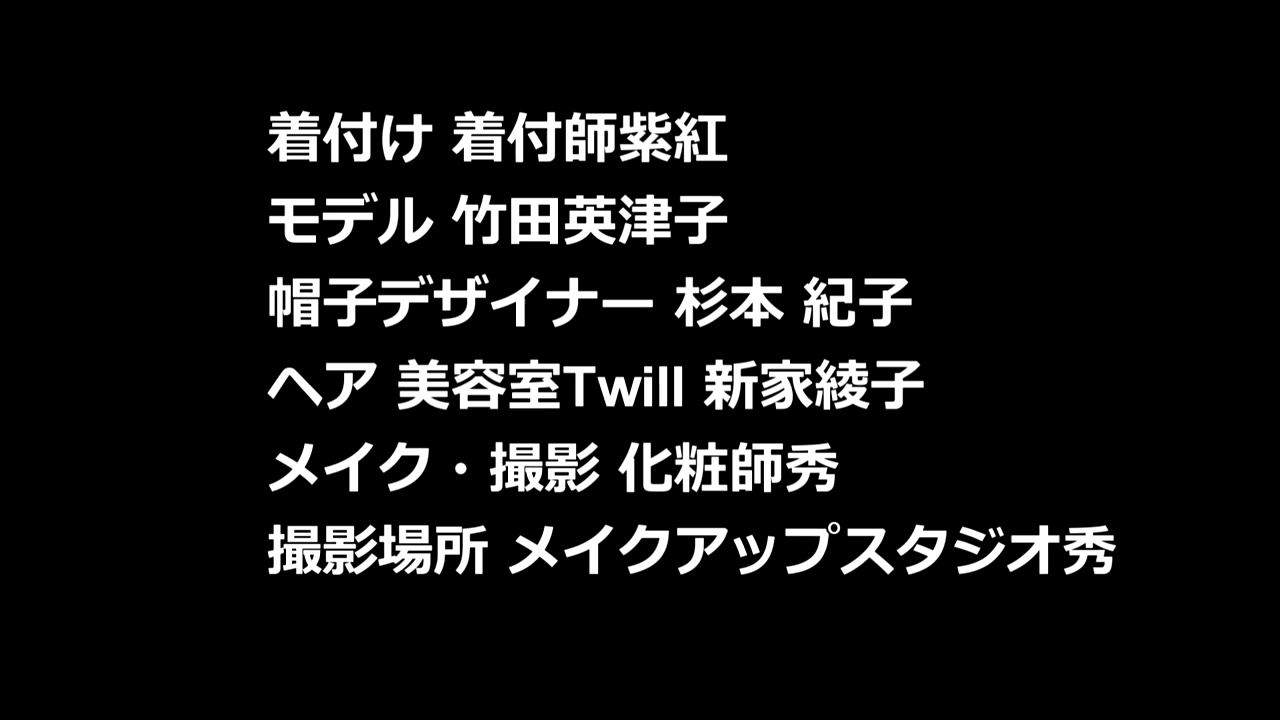 着付け 着付師紫紅
モデル 竹田英津子
帽子デザイナー 杉本 紀子
ヘア 美容室Twill 新家綾子
メイク・撮影 化粧師秀
撮影場所 メイクアップスタジオ秀